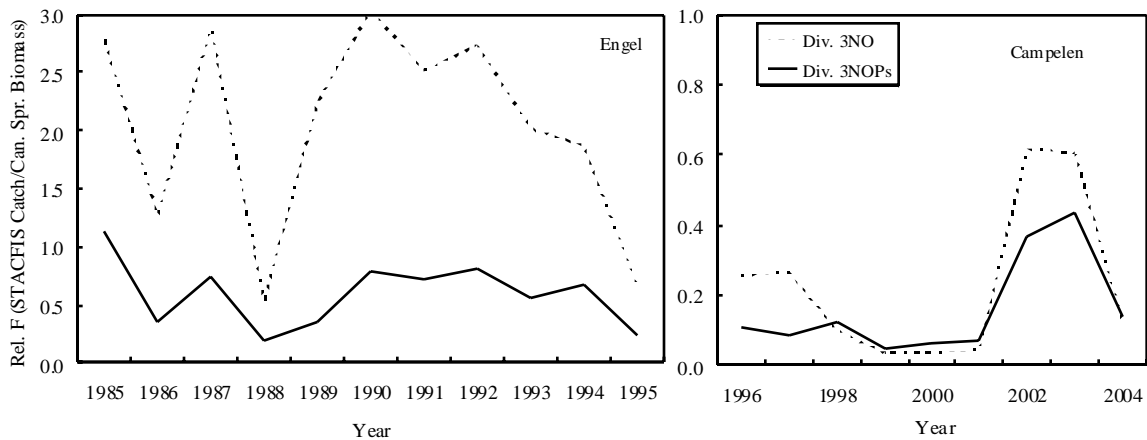 Rel. F (STACFIS Catch/Can. Spr. Biomass)
3.0
2.5
2.0
1.5
1.0
0.5
0.0
Engel
1985 1986 1987 1988 1989 1990 1991 1992 1993 1994 1995
Year
1.0
0.8
0.6
0.4
0.2
0.0
Div. 3NO
Div. 3NOPs
Campelen
1996 1998 2000 2002 2004
Year